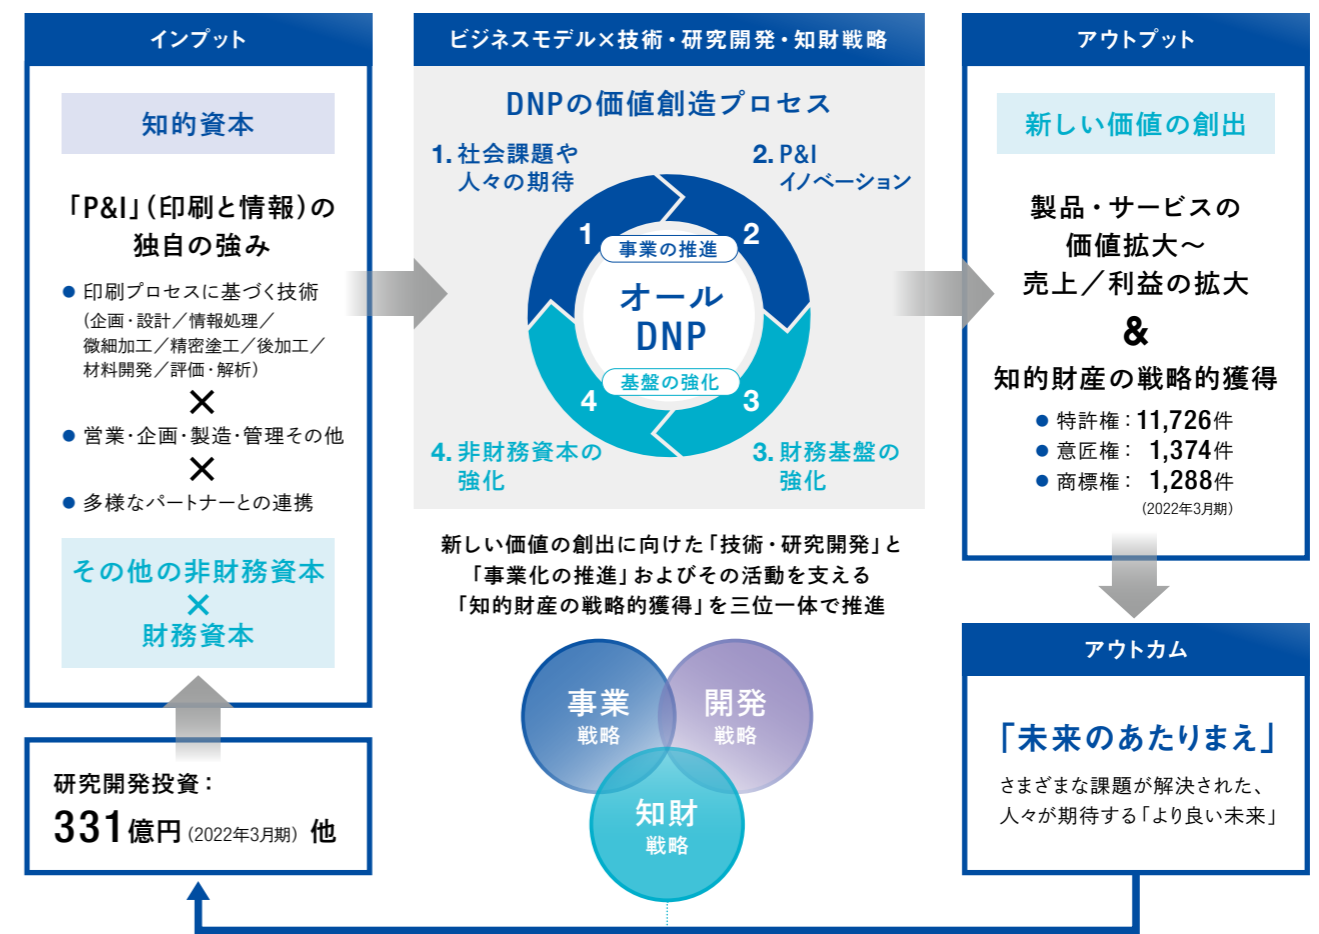 インプット
知的資本
「P&I」（印刷と情報）の
独自の強み
● 印刷プロセスに基づく技術
（企画・設計／情報処理／
微細加工／精密塗工／後加工／
材料開発／評価・解析）
×
● 営業・企画・製造・管理その他
×
● 多様なパートナーとの連携
その他の非財務資本
×
財務資本
研究開発投資：
331億円（2022年3月期）他
ビジネスモデル×技術・研究開発・知財戦略
DNPの価値創造プロセス
1. 社会課題や
人々の期待
2. P&I
イノベーション
1
2
事業の推進
オール
DNP
基盤の強化
4
3
4. 非財務資本の
強化
3. 財務基盤の
強化
新しい価値の創出に向けた「技術・研究開発」と
「事業化の推進」およびその活動を支える
「知的財産の戦略的獲得」を三位一体で推進
事業
戦略
開発
戦略
知財
戦略
アウトプット
新しい価値の創出
製品・サービスの
価値拡大〜
売上／利益の拡大
&
知的財産の戦略的獲得
● 特許権：11,726件
● 意匠権： 1,374件
● 商標権： 1,288件
（2022年3月期）
アウトカム
「未来のあたりまえ」
さまざまな課題が解決された、
人々が期待する「より良い未来」